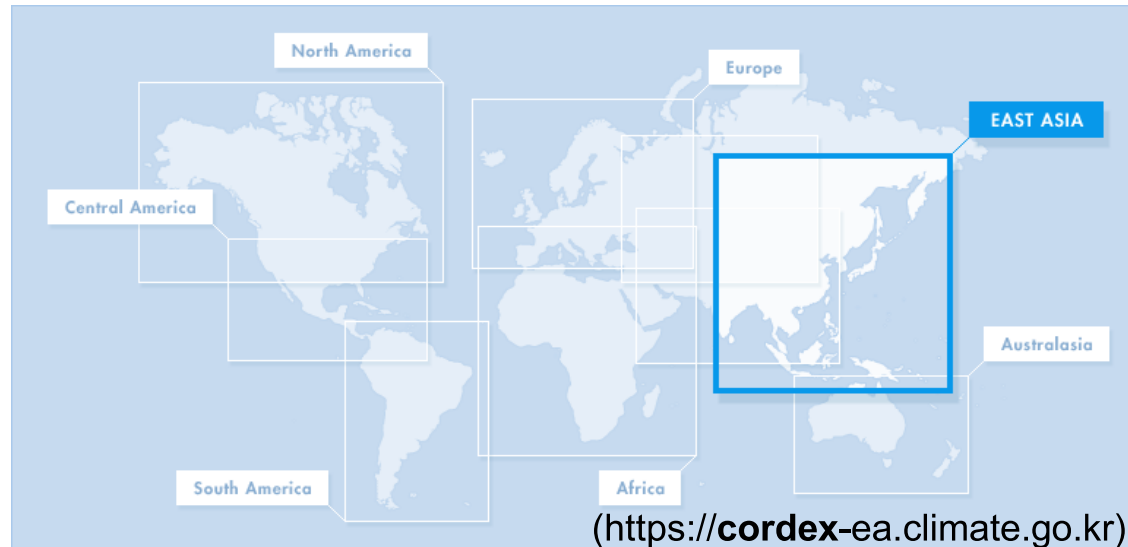 North America
Europe
EAST ASIA
Central America
Australasia
South America
Africa
(https://cordex-ea.climate.go.kr)